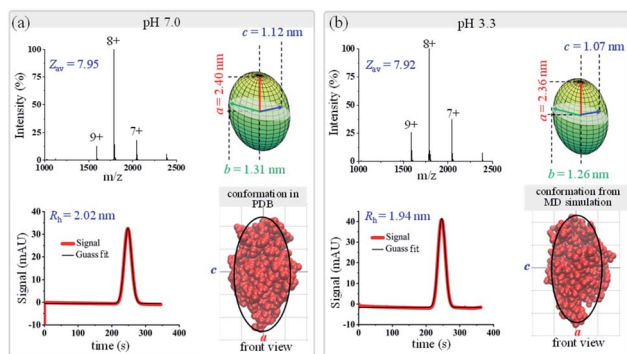 (a)
pH 7.0
8+
Zav = 7.95
9+
7+
100
75
50
25
0
Intensity (%)
1000
1500
2000
2500
m/z
c = 1.12 nm
a = 2.40 nm
b = 1.31 nm
Rh = 2.02 nm
Signal
Guass fit
40
30
20
10
0
-10
Signal (mAU)
0
100
200
300
400
time (s)
conformation in
PDB
c
a
front view
(b)
pH 3.3
8+
Zav = 7.92
9+
7+
100
75
50
25
0
Intensity (%)
1000
1500
2000
2500
m/z
c = 1.07 nm
a = 2.36 nm
b = 1.26 nm
Rh = 1.94 nm
Signal
Guass fit
50
40
30
20
10
0
-10
Signal (mAU)
0
100
200
300
400
time (s)
conformation from
MD simulation
c
a
front view